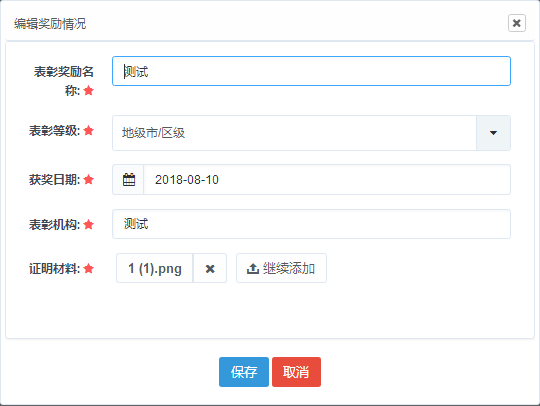 编辑奖励情况
表彰奖励名
称:
测试
表彰等级:
地级市/区级
获奖日期:
2018-08-10
表彰机构:
测试
证明材料:
1 (1).png
继续添加
保存
取消